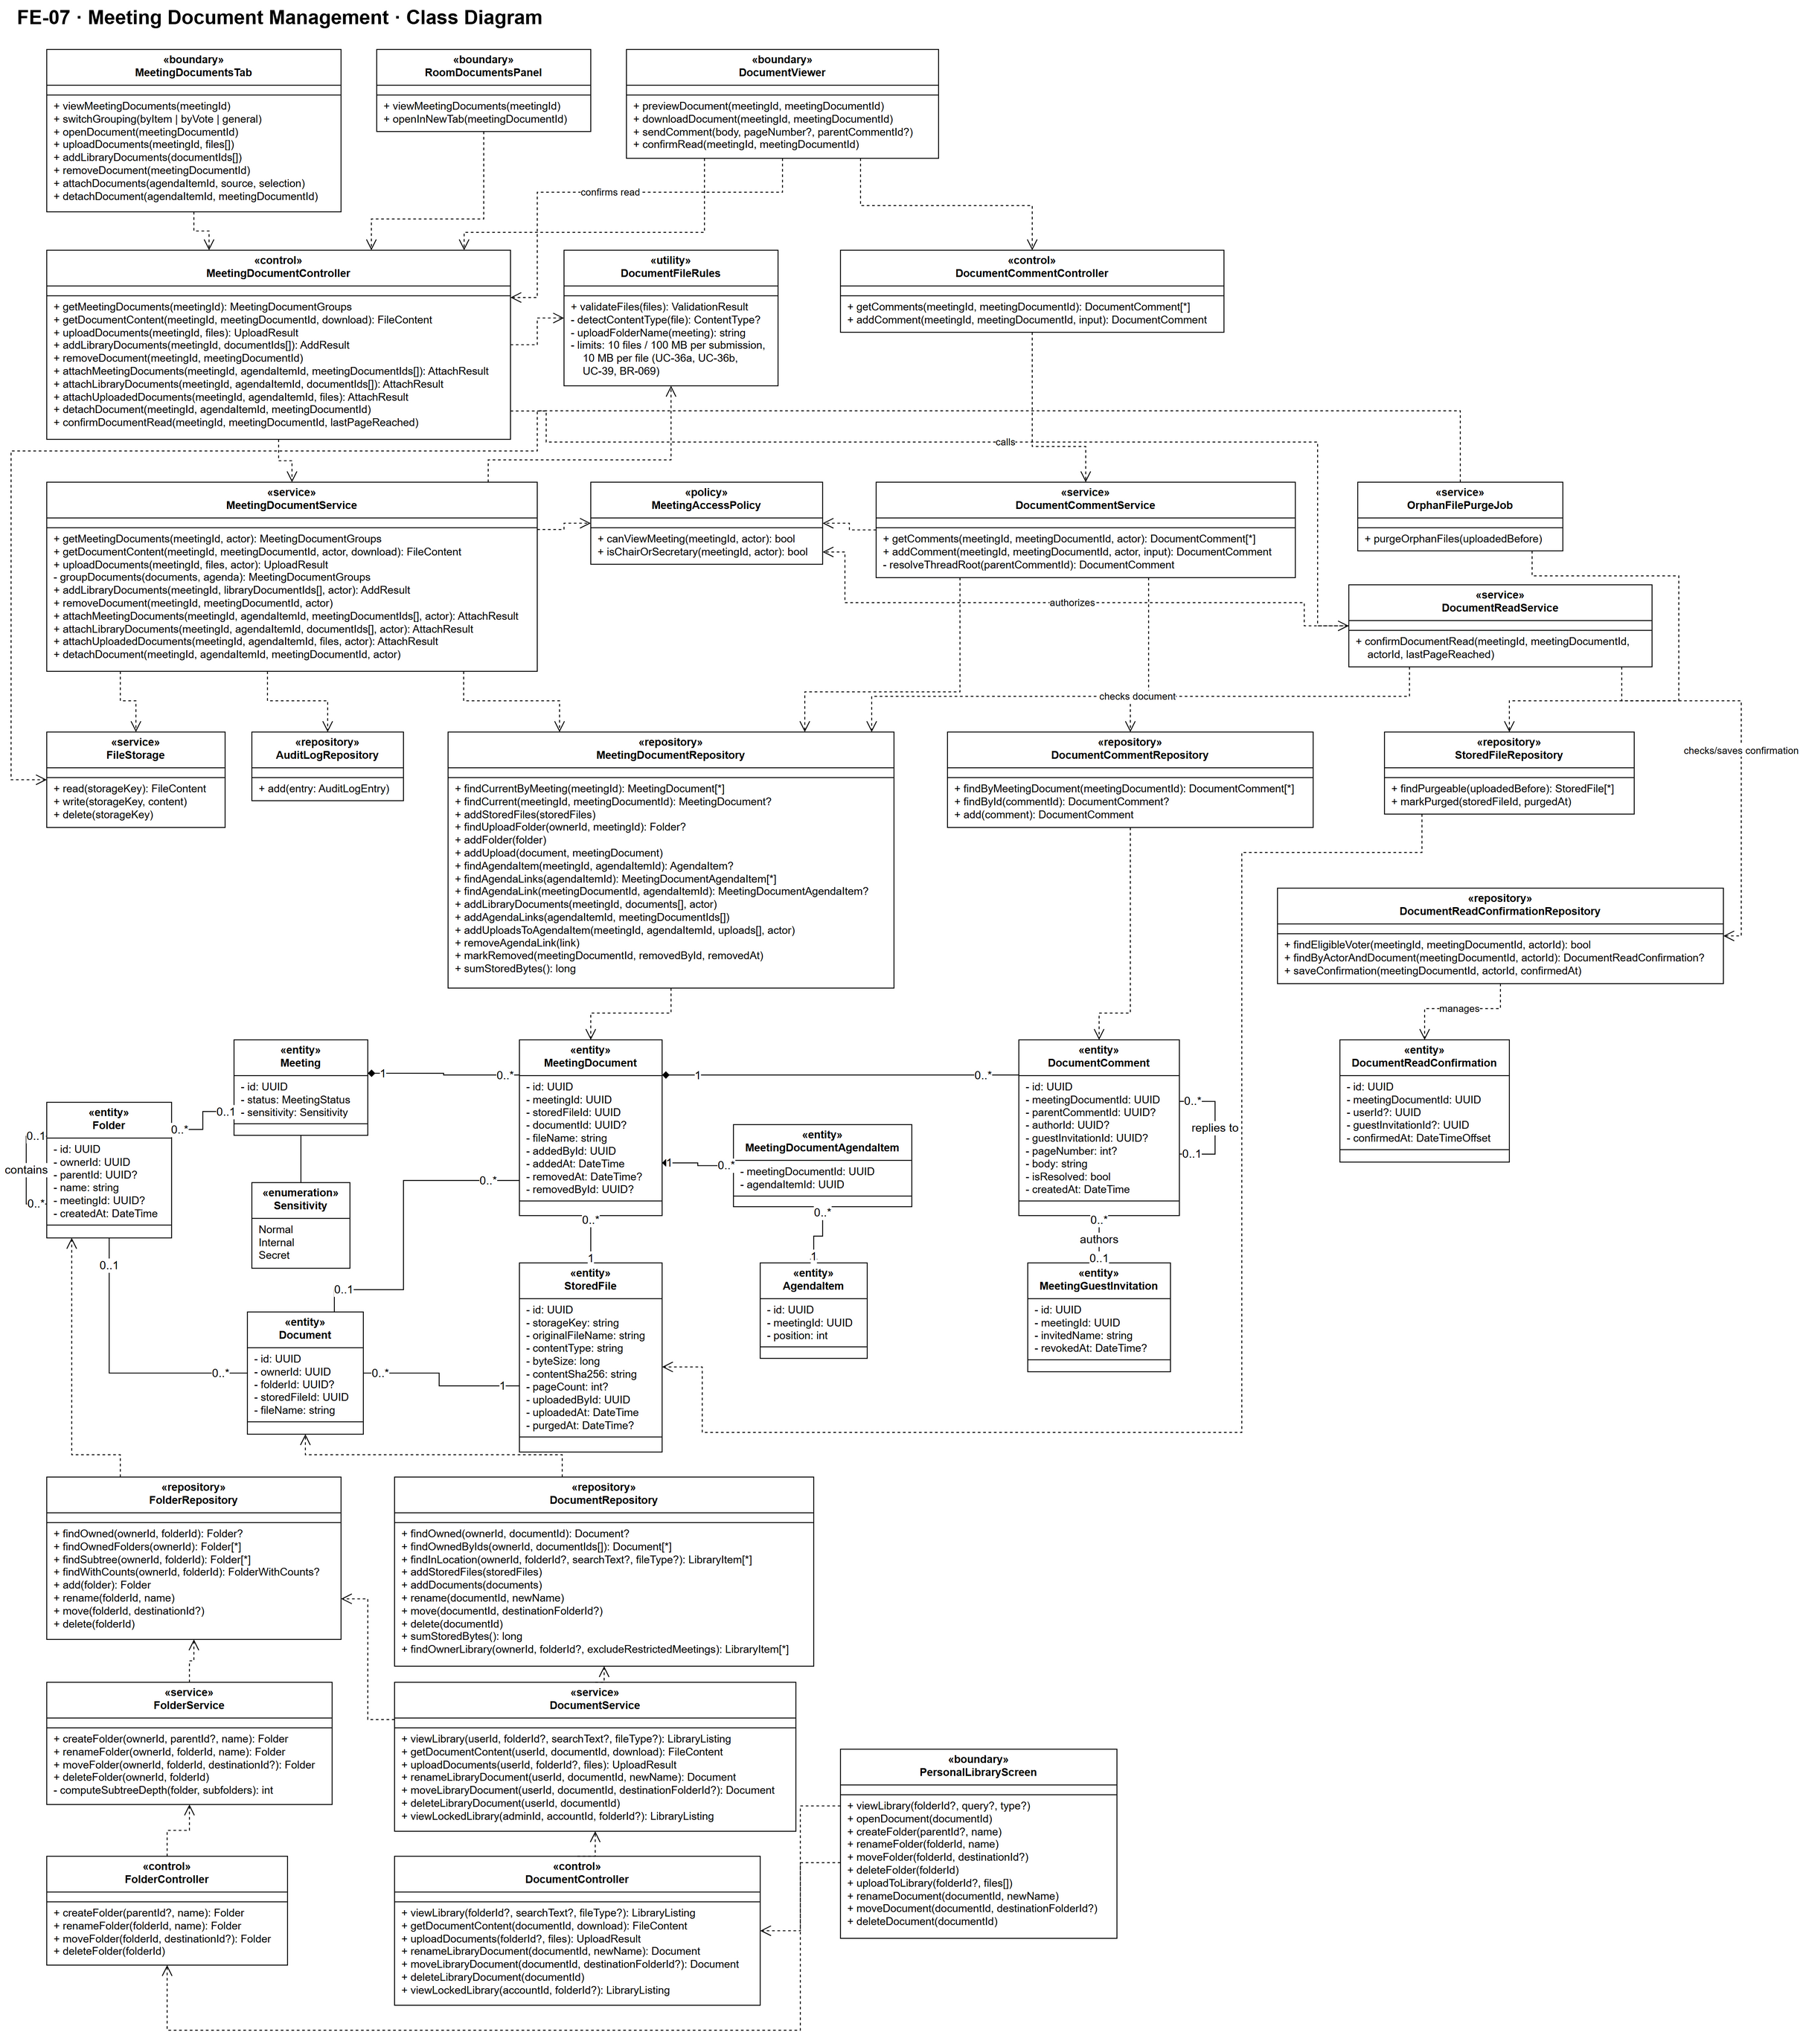 FE-07 · Meeting Document Management · Class Diagram
«boundary»
MeetingDocumentsTab
+ viewMeetingDocuments(meetingId)
+ switchGrouping(byItem | byVote | general)
+ openDocument(meetingDocumentId)
+ uploadDocuments(meetingId, files[])
+ addLibraryDocuments(documentIds[])
+ removeDocument(meetingDocumentId)
+ attachDocuments(agendaItemId, source, selection)
+ detachDocument(agendaItemId, meetingDocumentId)
«boundary»
RoomDocumentsPanel
+ viewMeetingDocuments(meetingId)
+ openInNewTab(meetingDocumentId)
«boundary»
DocumentViewer
+ previewDocument(meetingId, meetingDocumentId)
+ downloadDocument(meetingId, meetingDocumentId)
+ sendComment(body, pageNumber?, parentCommentId?)
+ confirmRead(meetingId, meetingDocumentId)
confirms read
«control»
MeetingDocumentController
+ getMeetingDocuments(meetingId): MeetingDocumentGroups
+ getDocumentContent(meetingId, meetingDocumentId, download): FileContent
+ uploadDocuments(meetingId, files): UploadResult
+ addLibraryDocuments(meetingId, documentIds[]): AddResult
+ removeDocument(meetingId, meetingDocumentId)
+ attachMeetingDocuments(meetingId, agendaItemId, meetingDocumentIds[]): AttachResult
+ attachLibraryDocuments(meetingId, agendaItemId, documentIds[]): AttachResult
+ attachUploadedDocuments(meetingId, agendaItemId, files): AttachResult
+ detachDocument(meetingId, agendaItemId, meetingDocumentId)
+ confirmDocumentRead(meetingId, meetingDocumentId, lastPageReached)
«utility»
DocumentFileRules
+ validateFiles(files): ValidationResult
- detectContentType(file): ContentType?
- uploadFolderName(meeting): string
- limits: 10 files / 100 MB per submission,
10 MB per file (UC-36a, UC-36b,
UC-39, BR-069)
«control»
DocumentCommentController
+ getComments(meetingId, meetingDocumentId): DocumentComment[*]
+ addComment(meetingId, meetingDocumentId, input): DocumentComment
calls
«service»
MeetingDocumentService
+ getMeetingDocuments(meetingId, actor): MeetingDocumentGroups
+ getDocumentContent(meetingId, meetingDocumentId, actor, download): FileContent
+ uploadDocuments(meetingId, files, actor): UploadResult
- groupDocuments(documents, agenda): MeetingDocumentGroups
+ addLibraryDocuments(meetingId, libraryDocumentIds[], actor): AddResult
+ removeDocument(meetingId, meetingDocumentId, actor)
+ attachMeetingDocuments(meetingId, agendaItemId, meetingDocumentIds[], actor): AttachResult
+ attachLibraryDocuments(meetingId, agendaItemId, documentIds[], actor): AttachResult
+ attachUploadedDocuments(meetingId, agendaItemId, files, actor): AttachResult
+ detachDocument(meetingId, agendaItemId, meetingDocumentId, actor)
«policy»
MeetingAccessPolicy
+ canViewMeeting(meetingId, actor): bool
+ isChairOrSecretary(meetingId, actor): bool
«service»
DocumentCommentService
+ getComments(meetingId, meetingDocumentId, actor): DocumentComment[*]
+ addComment(meetingId, meetingDocumentId, actor, input): DocumentComment
- resolveThreadRoot(parentCommentId): DocumentComment
«service»
OrphanFilePurgeJob
+ purgeOrphanFiles(uploadedBefore)
authorizes
«service»
DocumentReadService
+ confirmDocumentRead(meetingId, meetingDocumentId,
actorId, lastPageReached)
checks document
checks/saves confirmation
«service»
FileStorage
+ read(storageKey): FileContent
+ write(storageKey, content)
+ delete(storageKey)
«repository»
AuditLogRepository
+ add(entry: AuditLogEntry)
«repository»
MeetingDocumentRepository
+ findCurrentByMeeting(meetingId): MeetingDocument[*]
+ findCurrent(meetingId, meetingDocumentId): MeetingDocument?
+ addStoredFiles(storedFiles)
+ findUploadFolder(ownerId, meetingId): Folder?
+ addFolder(folder)
+ addUpload(document, meetingDocument)
+ findAgendaItem(meetingId, agendaItemId): AgendaItem?
+ findAgendaLinks(agendaItemId): MeetingDocumentAgendaItem[*]
+ findAgendaLink(meetingDocumentId, agendaItemId): MeetingDocumentAgendaItem?
+ addLibraryDocuments(meetingId, documents[], actor)
+ addAgendaLinks(agendaItemId, meetingDocumentIds[])
+ addUploadsToAgendaItem(meetingId, agendaItemId, uploads[], actor)
+ removeAgendaLink(link)
+ markRemoved(meetingDocumentId, removedById, removedAt)
+ sumStoredBytes(): long
«repository»
DocumentCommentRepository
+ findByMeetingDocument(meetingDocumentId): DocumentComment[*]
+ findById(commentId): DocumentComment?
+ add(comment): DocumentComment
«repository»
StoredFileRepository
+ findPurgeable(uploadedBefore): StoredFile[*]
+ markPurged(storedFileId, purgedAt)
«repository»
DocumentReadConfirmationRepository
+ findEligibleVoter(meetingId, meetingDocumentId, actorId): bool
+ findByActorAndDocument(meetingDocumentId, actorId): DocumentReadConfirmation?
+ saveConfirmation(meetingDocumentId, actorId, confirmedAt)
manages
«entity»
Meeting
- id: UUID
- status: MeetingStatus
- sensitivity: Sensitivity
1
0..*
«entity»
MeetingDocument
- id: UUID
- meetingId: UUID
- storedFileId: UUID
- documentId: UUID?
- fileName: string
- addedById: UUID
- addedAt: DateTime
- removedAt: DateTime?
- removedById: UUID?
1
0..*
«entity»
DocumentComment
- id: UUID
- meetingDocumentId: UUID
- parentCommentId: UUID?
- authorId: UUID?
- guestInvitationId: UUID?
- pageNumber: int?
- body: string
- isResolved: bool
- createdAt: DateTime
0..*
replies to
0..1
«entity»
DocumentReadConfirmation
- id: UUID
- meetingDocumentId: UUID
- userId?: UUID
- guestInvitationId?: UUID
- confirmedAt: DateTimeOffset
«entity»
Folder
- id: UUID
- ownerId: UUID
- parentId: UUID?
- name: string
- meetingId: UUID?
- createdAt: DateTime
0..1
contains
0..*
0..*
0..1
«enumeration»
Sensitivity
Normal
Internal
Secret
«entity»
MeetingDocumentAgendaItem
- meetingDocumentId: UUID
- agendaItemId: UUID
1
0..*
0..*
1
0..*
0..1
0..*
1
0..*
authors
0..1
«entity»
StoredFile
- id: UUID
- storageKey: string
- originalFileName: string
- contentType: string
- byteSize: long
- contentSha256: string
- pageCount: int?
- uploadedById: UUID
- uploadedAt: DateTime
- purgedAt: DateTime?
«entity»
AgendaItem
- id: UUID
- meetingId: UUID
- position: int
«entity»
MeetingGuestInvitation
- id: UUID
- meetingId: UUID
- invitedName: string
- revokedAt: DateTime?
«entity»
Document
- id: UUID
- ownerId: UUID
- folderId: UUID?
- storedFileId: UUID
- fileName: string
0..1
0..*
0..*
1
«repository»
FolderRepository
+ findOwned(ownerId, folderId): Folder?
+ findOwnedFolders(ownerId): Folder[*]
+ findSubtree(ownerId, folderId): Folder[*]
+ findWithCounts(ownerId, folderId): FolderWithCounts?
+ add(folder): Folder
+ rename(folderId, name)
+ move(folderId, destinationId?)
+ delete(folderId)
«repository»
DocumentRepository
+ findOwned(ownerId, documentId): Document?
+ findOwnedByIds(ownerId, documentIds[]): Document[*]
+ findInLocation(ownerId, folderId?, searchText?, fileType?): LibraryItem[*]
+ addStoredFiles(storedFiles)
+ addDocuments(documents)
+ rename(documentId, newName)
+ move(documentId, destinationFolderId?)
+ delete(documentId)
+ sumStoredBytes(): long
+ findOwnerLibrary(ownerId, folderId?, excludeRestrictedMeetings): LibraryItem[*]
«service»
FolderService
+ createFolder(ownerId, parentId?, name): Folder
+ renameFolder(ownerId, folderId, name): Folder
+ moveFolder(ownerId, folderId, destinationId?): Folder
+ deleteFolder(ownerId, folderId)
- computeSubtreeDepth(folder, subfolders): int
«service»
DocumentService
+ viewLibrary(userId, folderId?, searchText?, fileType?): LibraryListing
+ getDocumentContent(userId, documentId, download): FileContent
+ uploadDocuments(userId, folderId?, files): UploadResult
+ renameLibraryDocument(userId, documentId, newName): Document
+ moveLibraryDocument(userId, documentId, destinationFolderId?): Document
+ deleteLibraryDocument(userId, documentId)
+ viewLockedLibrary(adminId, accountId, folderId?): LibraryListing
«boundary»
PersonalLibraryScreen
+ viewLibrary(folderId?, query?, type?)
+ openDocument(documentId)
+ createFolder(parentId?, name)
+ renameFolder(folderId, name)
+ moveFolder(folderId, destinationId?)
+ deleteFolder(folderId)
+ uploadToLibrary(folderId?, files[])
+ renameDocument(documentId, newName)
+ moveDocument(documentId, destinationFolderId?)
+ deleteDocument(documentId)
«control»
FolderController
+ createFolder(parentId?, name): Folder
+ renameFolder(folderId, name): Folder
+ moveFolder(folderId, destinationId?): Folder
+ deleteFolder(folderId)
«control»
DocumentController
+ viewLibrary(folderId?, searchText?, fileType?): LibraryListing
+ getDocumentContent(documentId, download): FileContent
+ uploadDocuments(folderId?, files): UploadResult
+ renameLibraryDocument(documentId, newName): Document
+ moveLibraryDocument(documentId, destinationFolderId?): Document
+ deleteLibraryDocument(documentId)
+ viewLockedLibrary(accountId, folderId?): LibraryListing